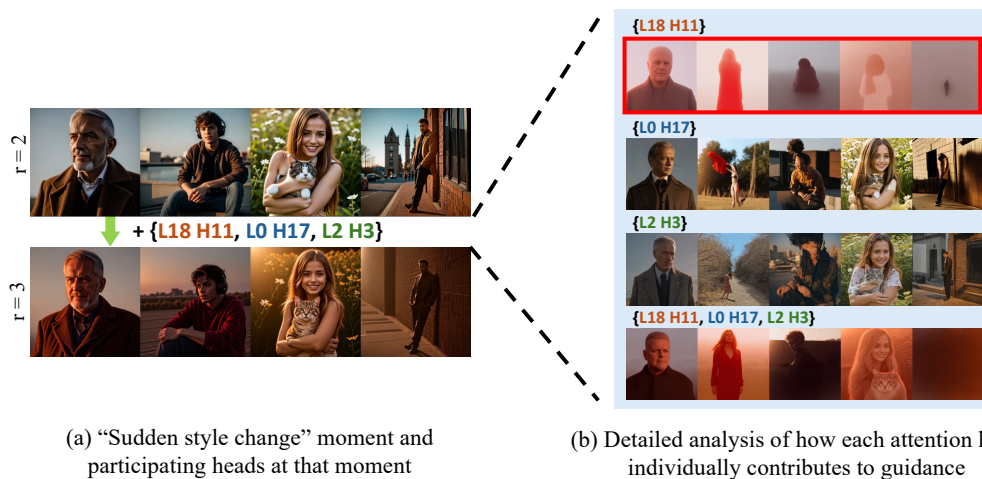 r = 2
+ {L18 H11, L0 H17, L2 H3}
r = 3
(a) “Sudden style change” moment and
participating heads at that moment
{L18 H11}
{L0 H17}
{L2 H3}
{L18 H11, L0 H17, L2 H3}
(b) Detailed analysis of how each attention
individually contributes to guidance